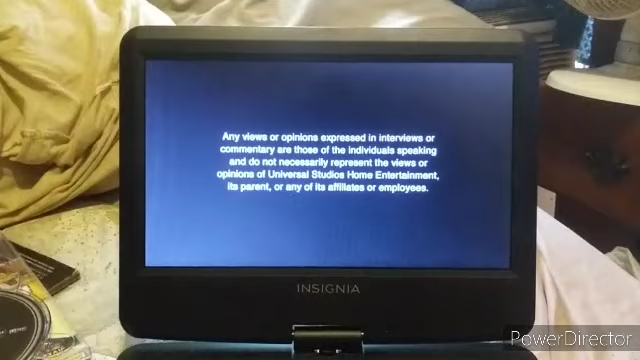 Any views or opinions expressed in interviews or
commentary are those of the individuals speaking
and do not necessarily represent the views or
opinions of Universal Studios Home Entertainment,
its parent, or any of its affiliates or employees.
INSIGNIA
PowerDirector